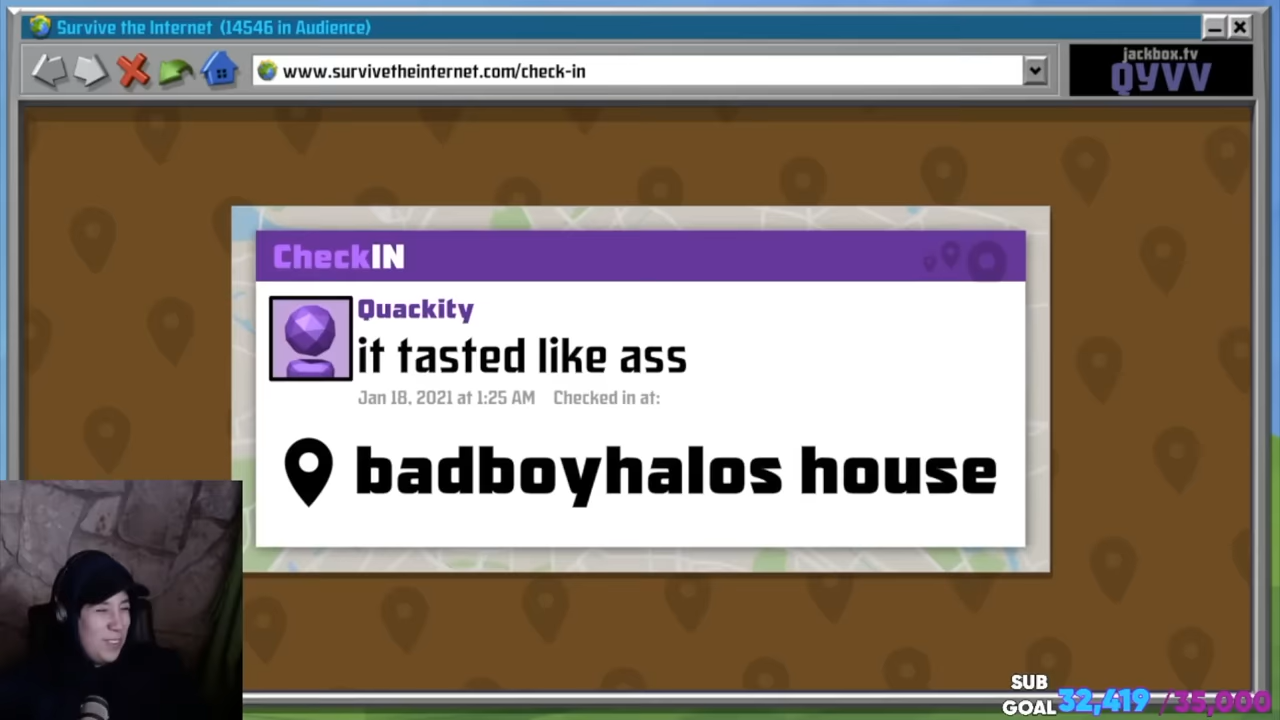 Survive the Internet (14546 in Audience)
www.survivetheinternet.com/check-in
jackbox.tv
QYVV
CheckIN
Quackity
it tasted like ass
Jan 18, 2021 at 1:25 AM Checked in at:
badboyhalos house
SUB GOAL 32,419 /35,000